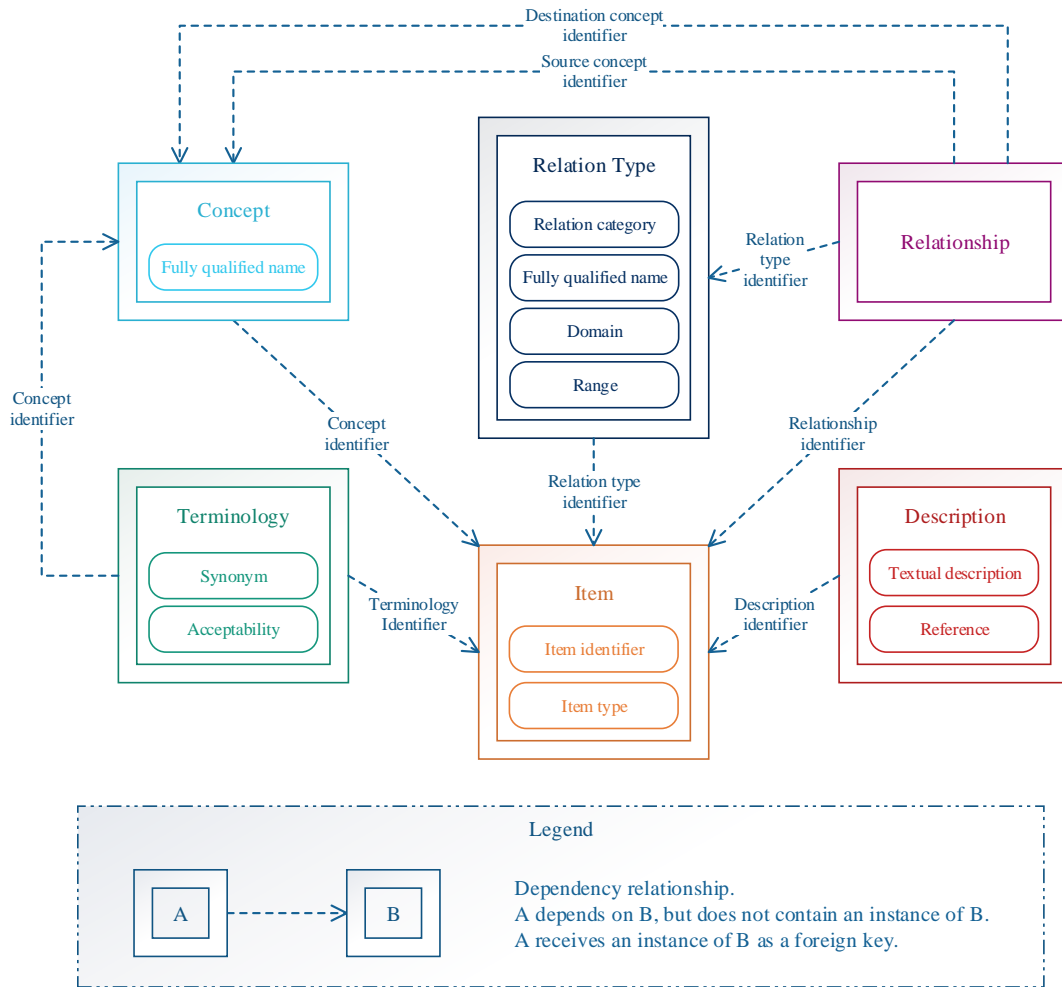 Destination concept
identifier
Source concept
identifier
Relation Type
Relation category
Fully qualified name
Domain
Range
Concept
Fully qualified name
Relationship
Relation
type
identifier
Concept
identifier
Concept
identifier
Relationship
identifier
Relation type
identifier
Terminology
Synonym
Acceptability
Terminology
Identifier
Item
Item identifier
Item type
Description
identifier
Description
Textual description
Reference
Legend
A
B
Dependency relationship.
A depends on B, but does not contain an instance of B.
A receives an instance of B as a foreign key.